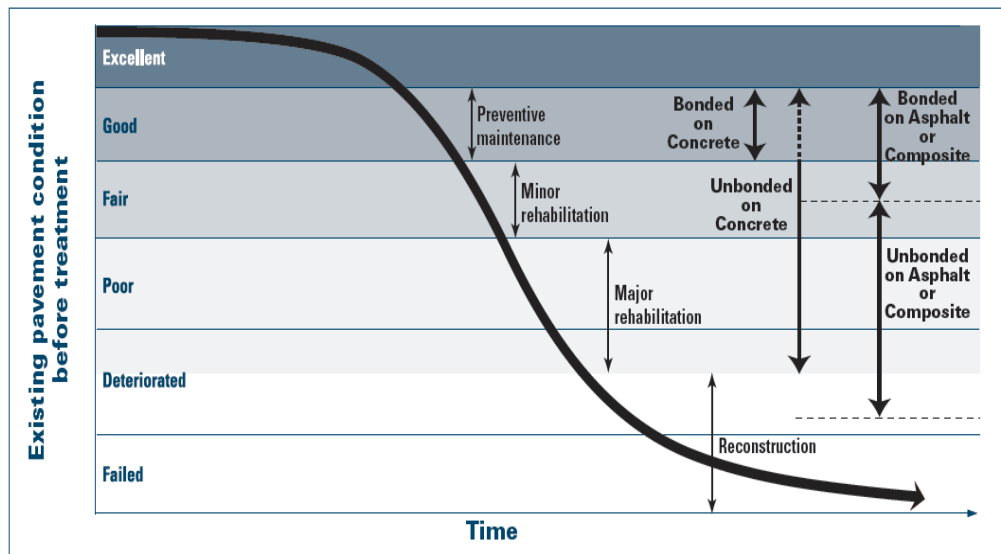 Existing pavement condition
before treatment
Excellent
Good
Fair
Poor
Deteriorated
Failed
Preventive
maintenance
Minor
rehabilitation
Major
rehabilitation
Reconstruction
Bonded
on
Concrete
Unbonded
on
Concrete
Bonded
on Asphalt
or
Composite
Unbonded
on Asphalt
or
Composite
Time